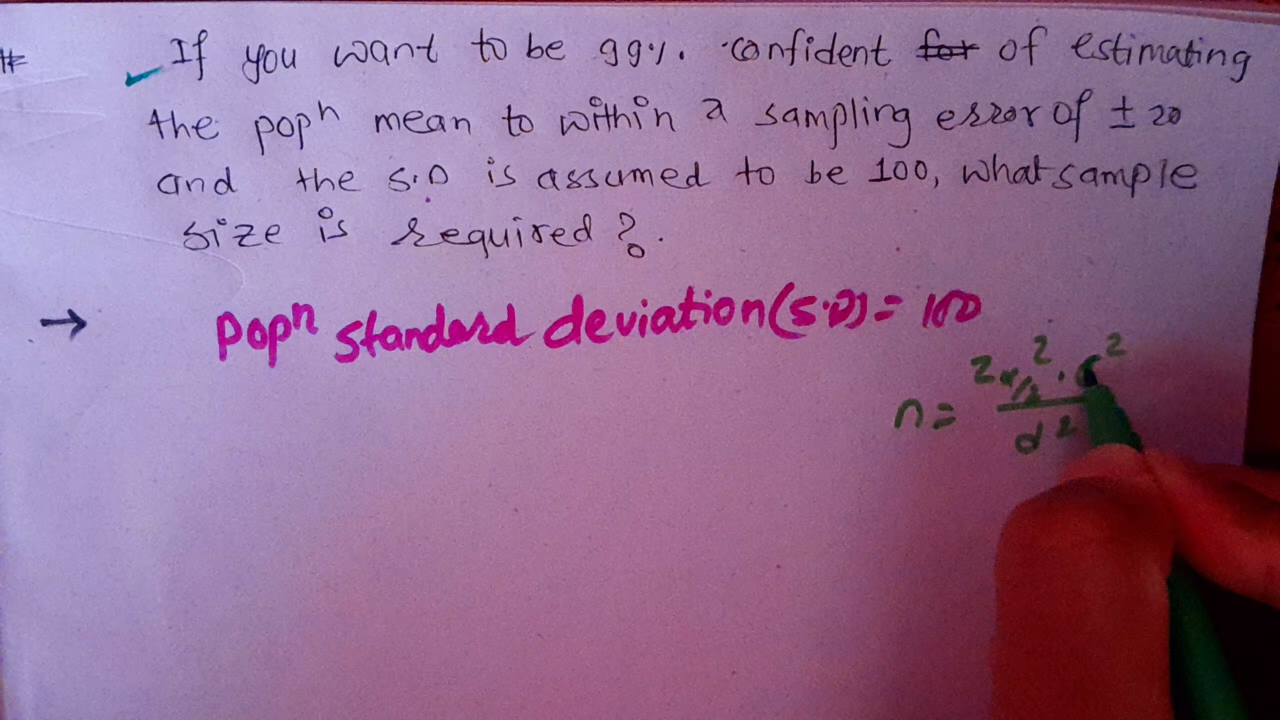 # If you want to be 99%. confident for of estimating
the popn mean to within a sampling error of ± 20
and the S.D is assumed to be 100, what sample
size is required ?.
→ popn standard deviation (S.D) = 100
n = Zα/2² · σ²
d²